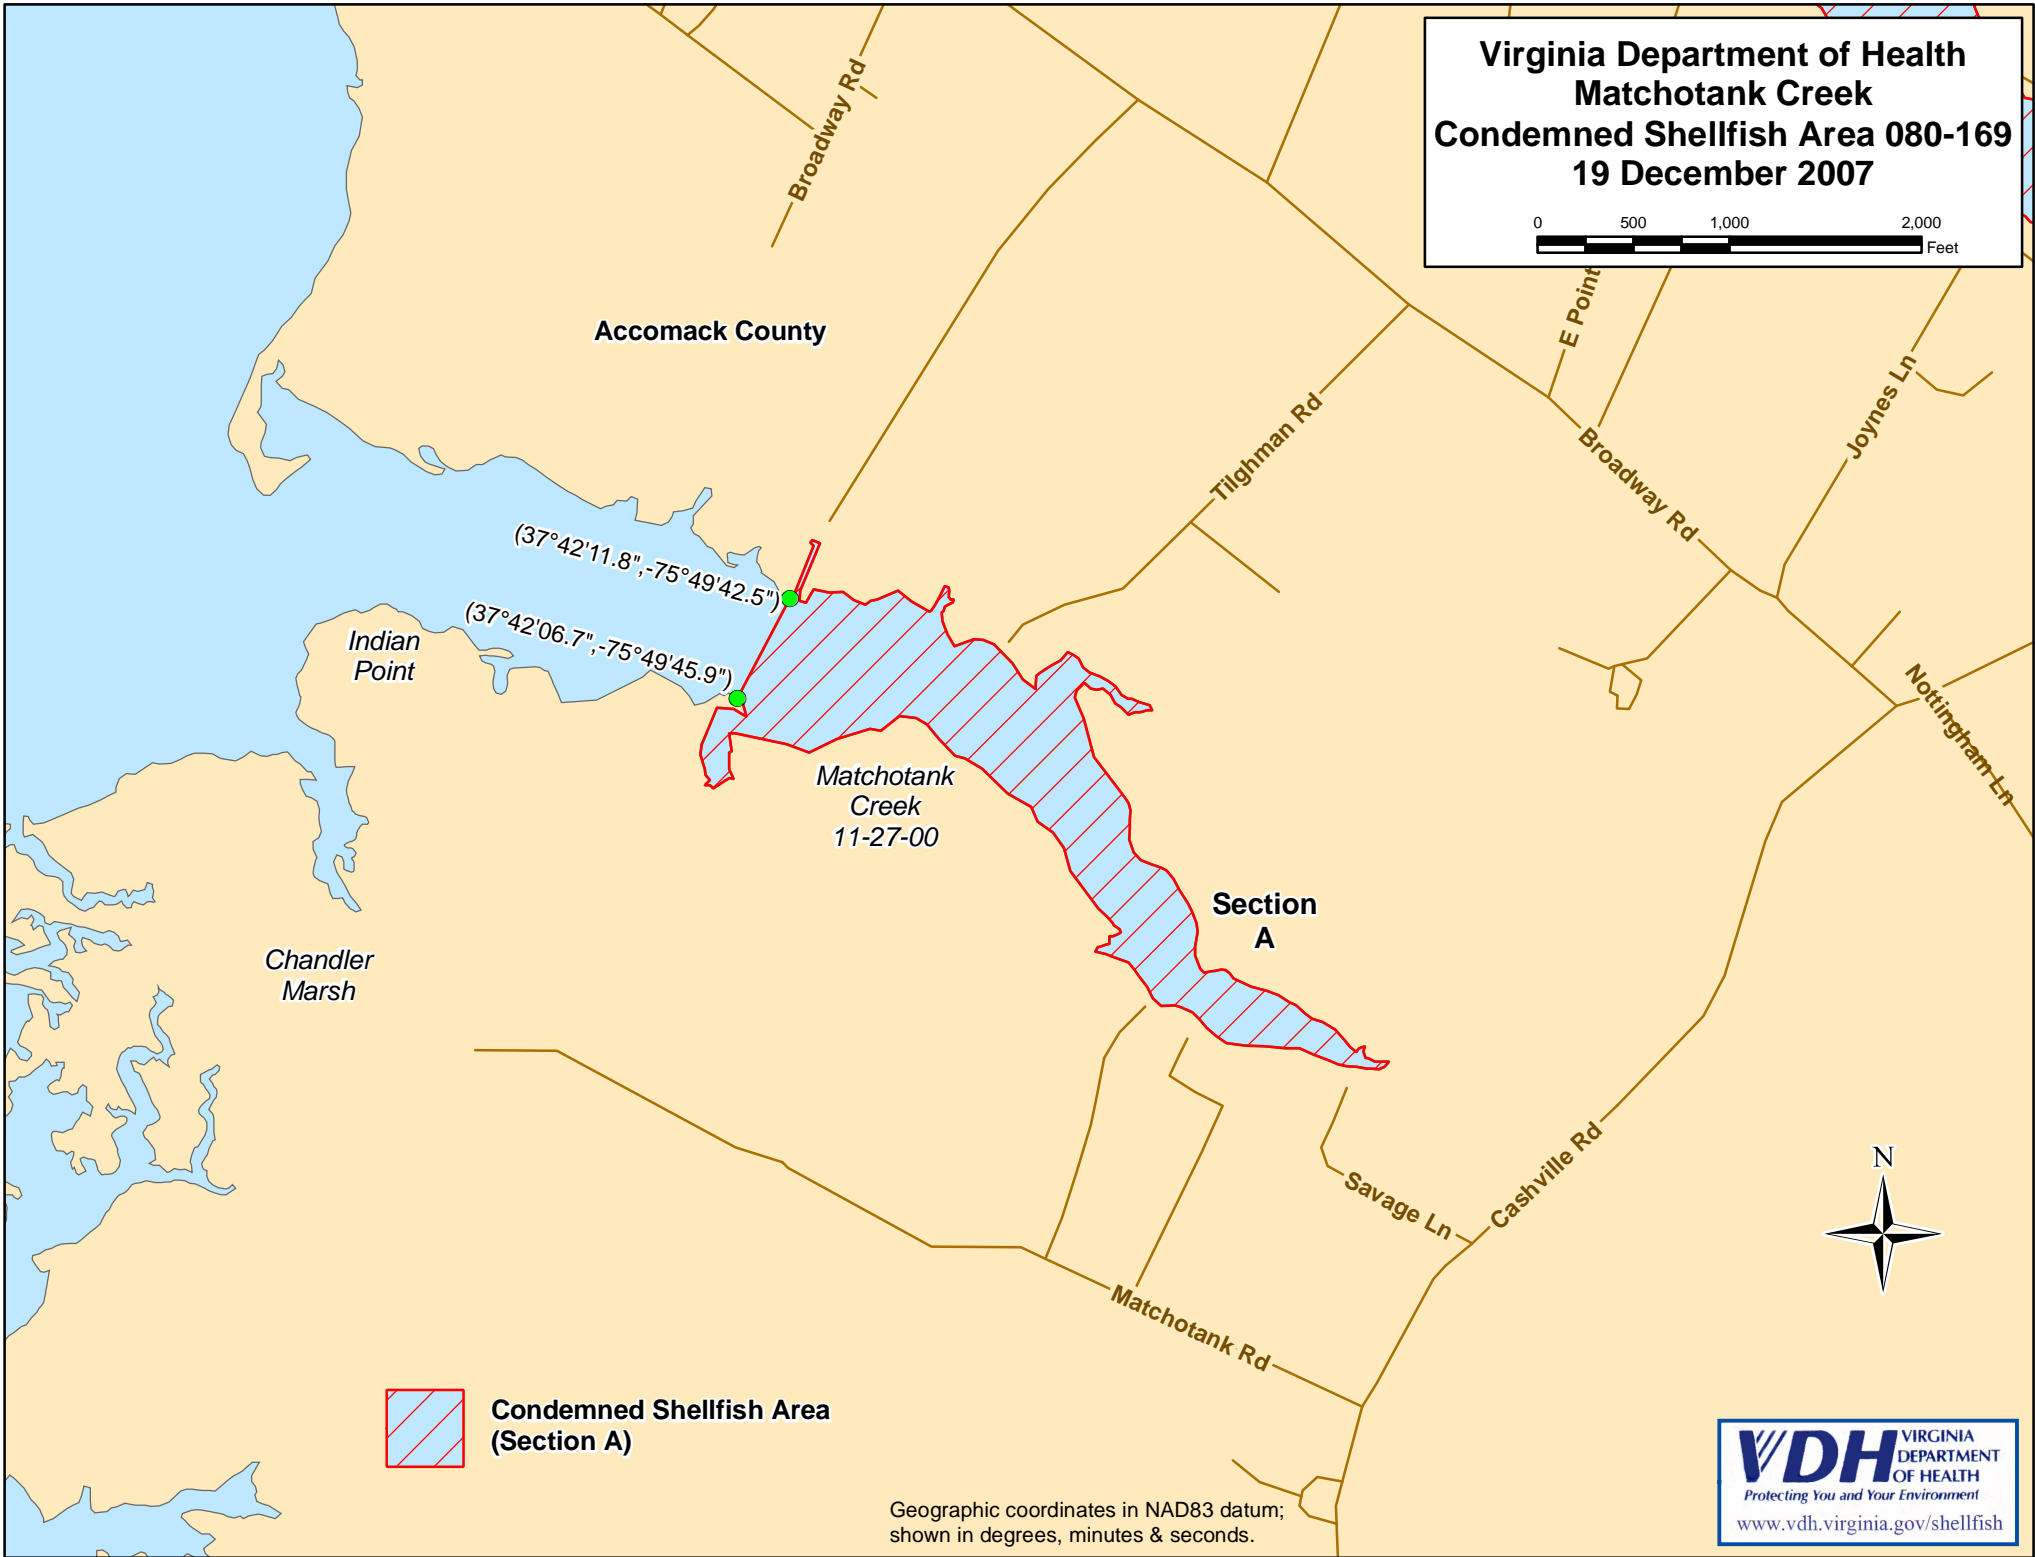 Virginia Department of Health
Matchotank Creek
Condemned Shellfish Area 080-169
19 December 2007
0 500 1,000 2,000
Feet
Broadway Rd
Accomack County
E Point
Joynes Ln
Tilghman Rd
Broadway Rd
(37°42'11.8",-75°49'42.5")
(37°42'06.7",-75°49'45.9")
Indian
Point
Nottingham Ln
Matchotank
Creek
11-27-00
Section
A
Chandler
Marsh
Cashville Rd
Savage Ln
N
Matchotank Rd
Condemned Shellfish Area
(Section A)
Geographic coordinates in NAD83 datum;
shown in degrees, minutes & seconds.
VDH VIRGINIA
DEPARTMENT
OF HEALTH
Protecting You and Your Environment
www.vdh.virginia.gov/shellfish